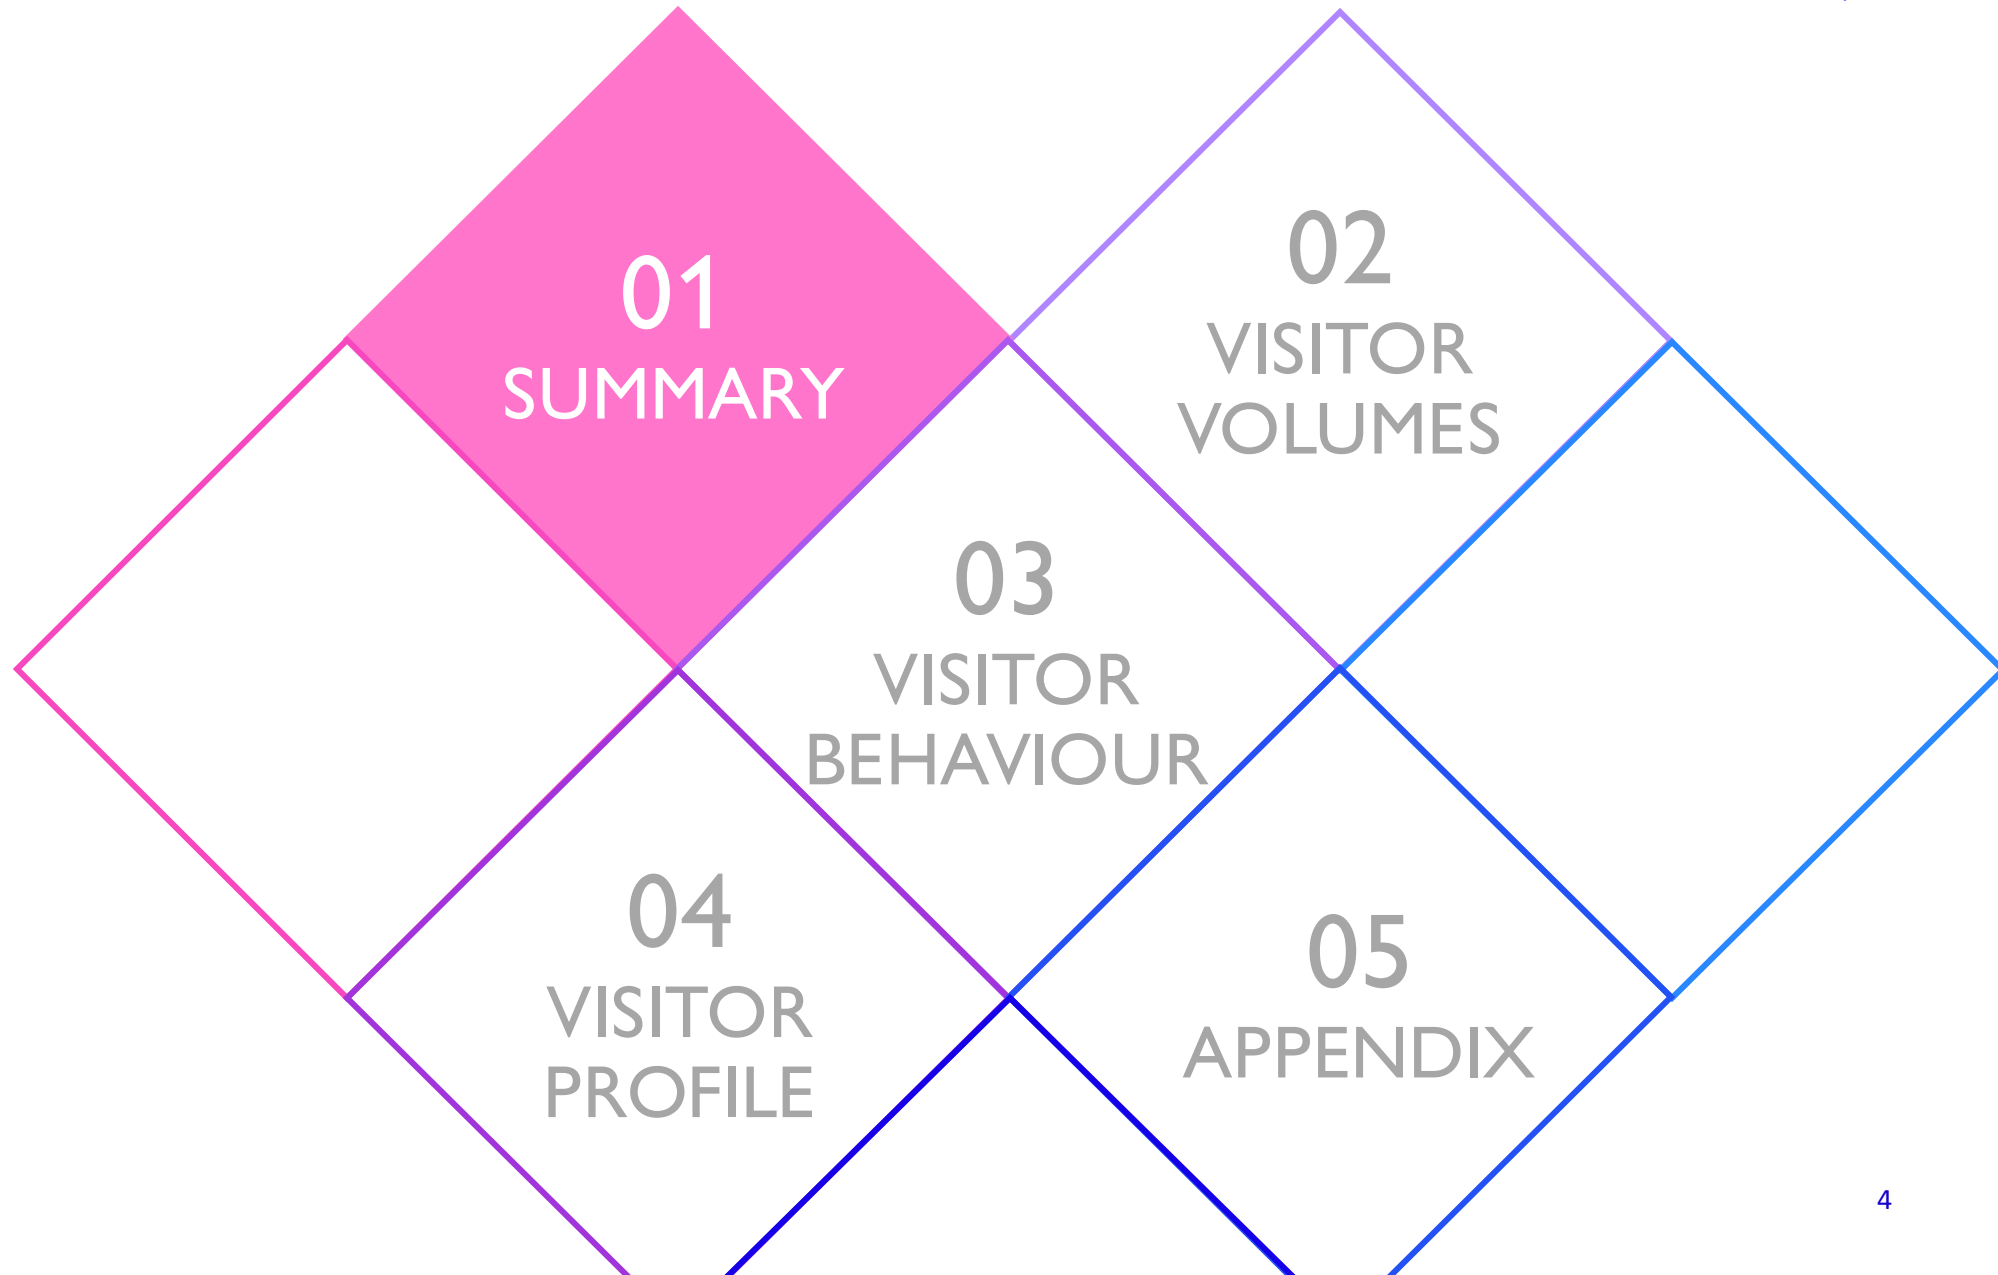 01
SUMMARY
02
VISITOR
VOLUMES
03
VISITOR
BEHAVIOUR
04
VISITOR
PROFILE
05
APPENDIX
4